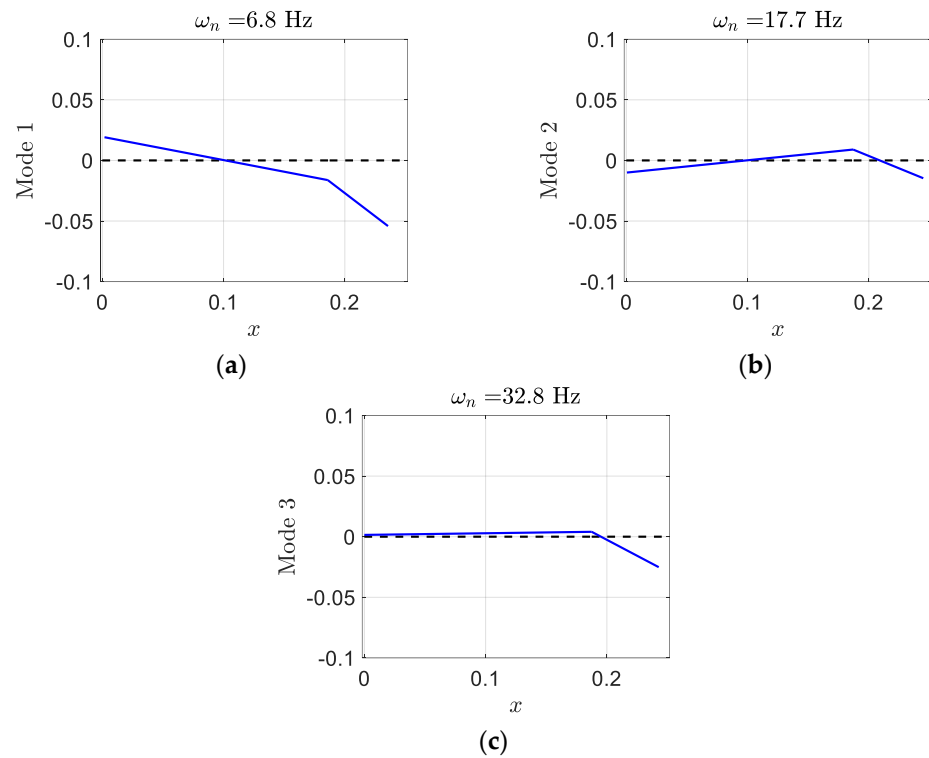 ωₙ =6.8 Hz
0.1
0.05
0
-0.05
-0.1
Mode 1
0 0.1 0.2
x
(a)
ωₙ =17.7 Hz
0.1
0.05
0
-0.05
-0.1
Mode 2
0 0.1 0.2
x
(b)
ωₙ =32.8 Hz
0.1
0.05
0
-0.05
-0.1
Mode 3
0 0.1 0.2
x
(c)